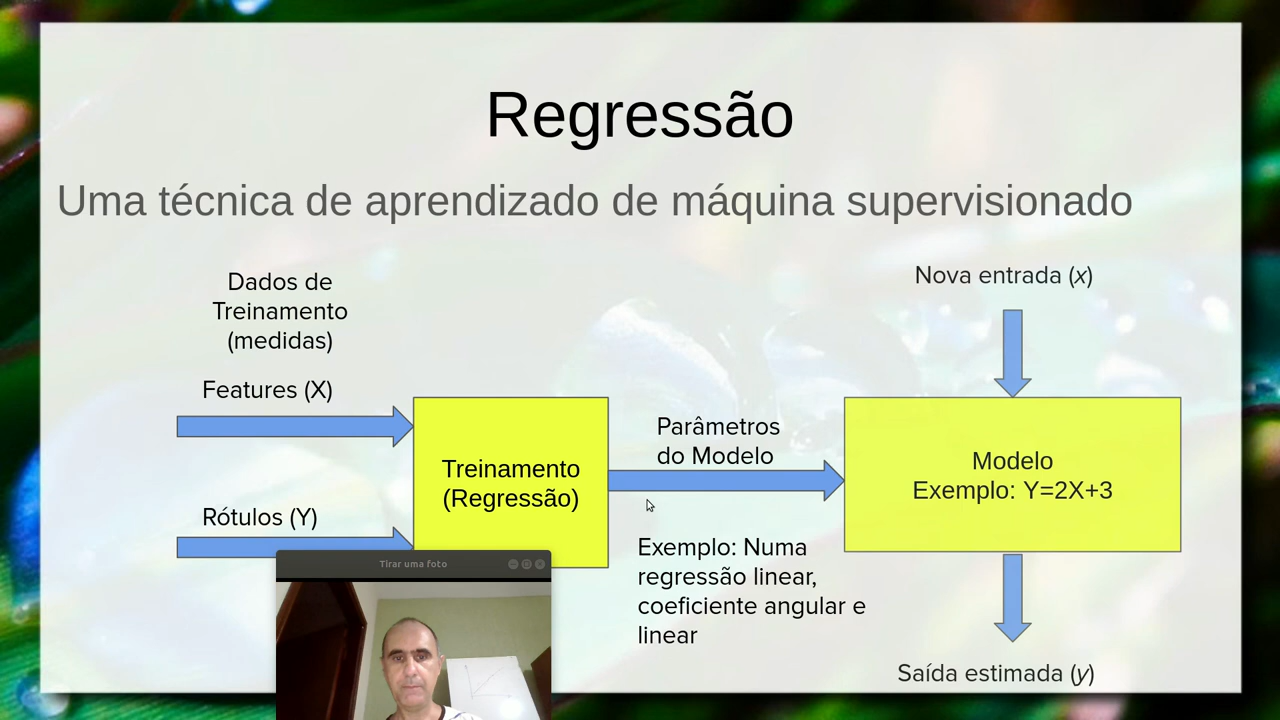 Regressão
Uma técnica de aprendizado de máquina supervisionado
Dados de
Treinamento
(medidas)
Features (X)
Rótulos (Y)
Treinamento
(Regressão)
Parâmetros
do Modelo
Exemplo: Numa
regressão linear,
coeficiente angular e
linear
Nova entrada (x)
Modelo
Exemplo: Y=2X+3
Saída estimada (y)
Tirar uma foto